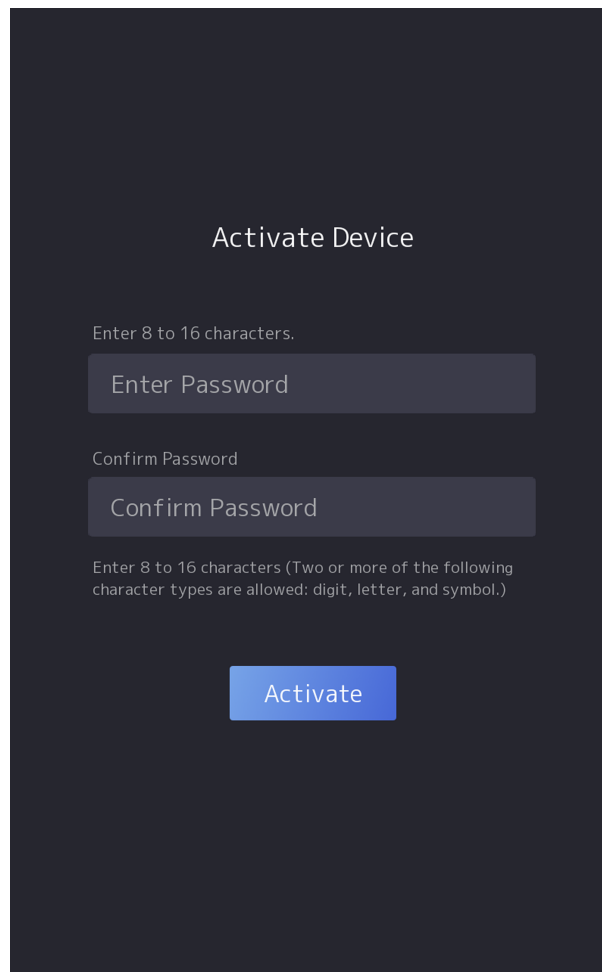 Activate Device
Enter 8 to 16 characters.
Enter Password
Confirm Password
Confirm Password
Enter 8 to 16 characters (Two or more of the following
character types are allowed: digit, letter, and symbol.)
Activate